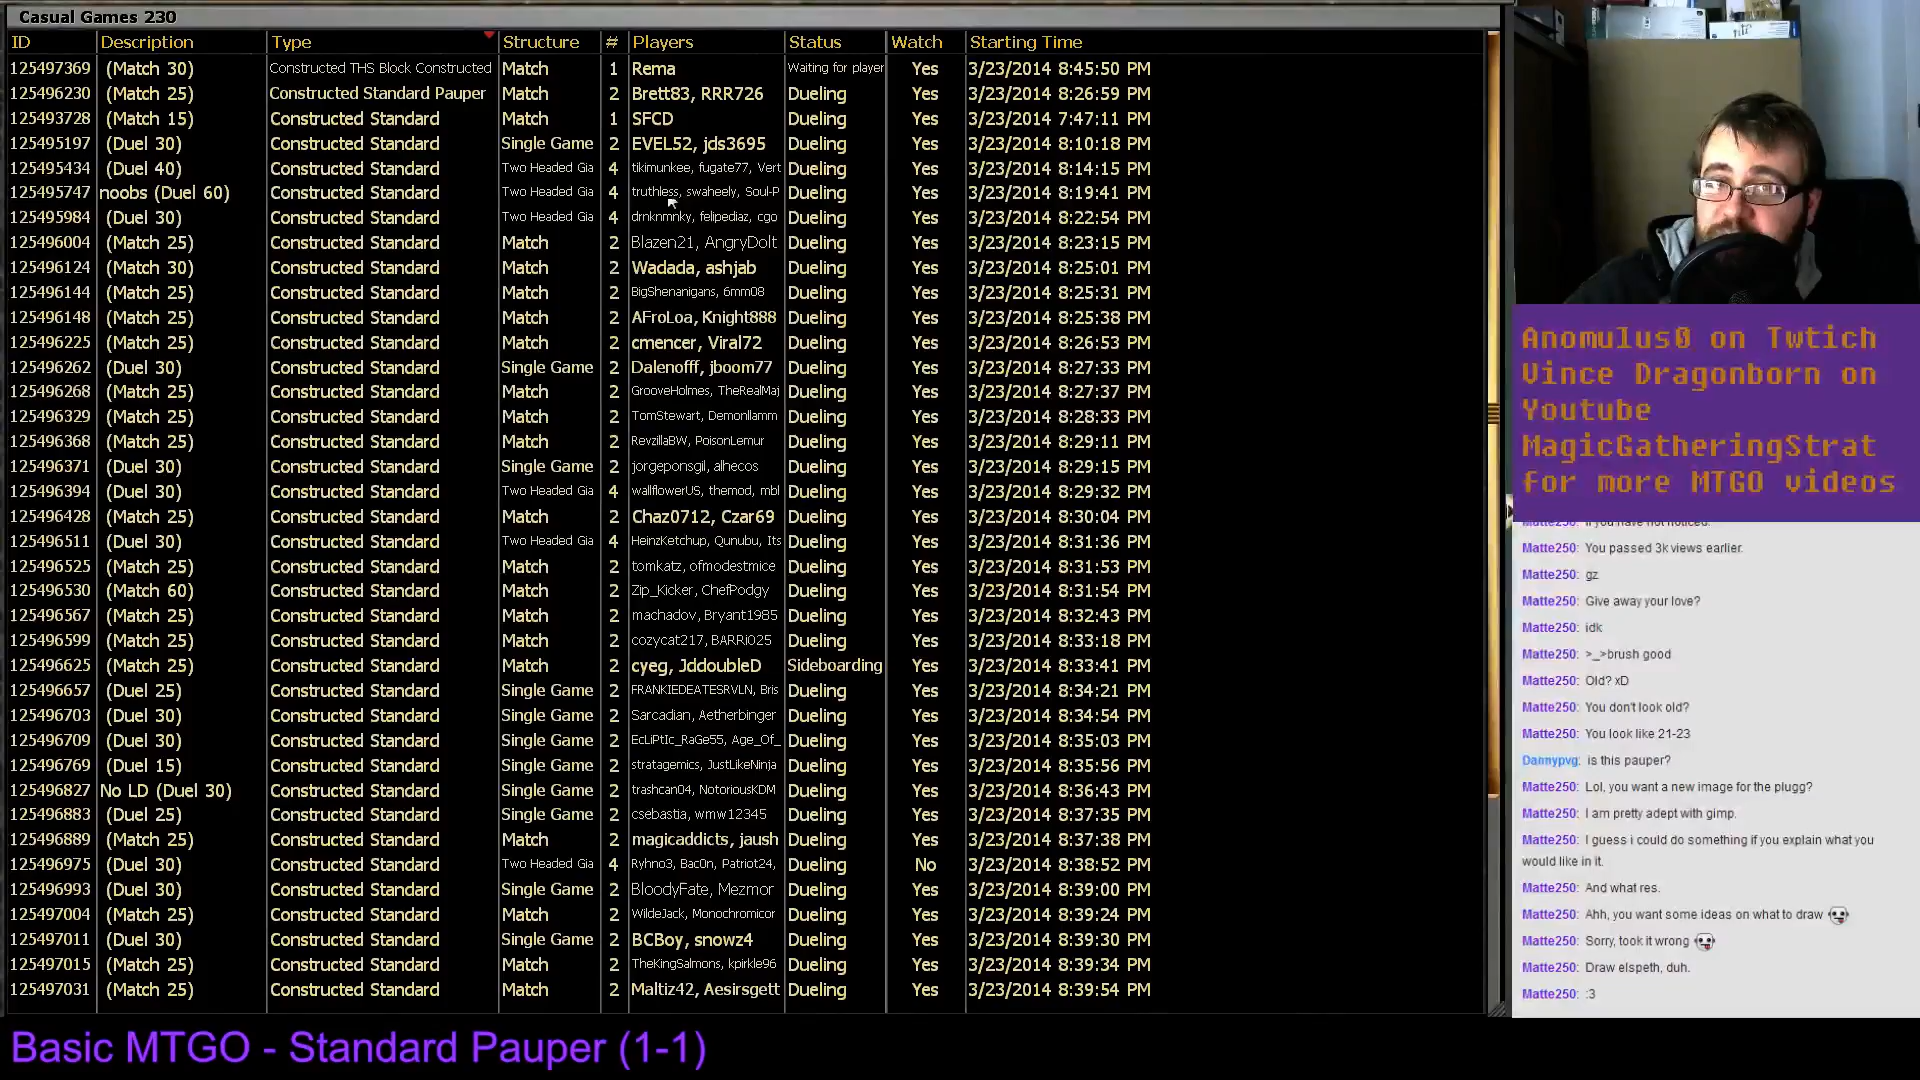 Casual Games 230
ID Description Type Structure # Players Status Watch Starting Time
125497369 (Match 30) Constructed THS Block Constructed Match 1 Rema Waiting for player Yes 3/23/2014 8:45:50 PM
125496230 (Match 25) Constructed Standard Pauper Match 2 Brett83, RRR726 Dueling Yes 3/23/2014 8:26:59 PM
125493728 (Match 15) Constructed Standard Match 1 SFCD Dueling Yes 3/23/2014 7:47:11 PM
125495197 (Duel 30) Constructed Standard Single Game 2 EVEL52, jds3695 Dueling Yes 3/23/2014 8:10:18 PM
125495434 (Duel 40) Constructed Standard Two Headed Gia 4 tikimunkee, fugate77, Vert Dueling Yes 3/23/2014 8:14:15 PM
125495747 noobs (Duel 60) Constructed Standard Two Headed Gia 4 truthless, swaheely, Soul-P Dueling Yes 3/23/2014 8:19:41 PM
125495984 (Duel 30) Constructed Standard Two Headed Gia 4 drnknmnky, felipediaz, cgo Dueling Yes 3/23/2014 8:22:54 PM
125496004 (Match 25) Constructed Standard Match 2 Blazen21, AngryDolt Dueling Yes 3/23/2014 8:23:15 PM
125496124 (Match 30) Constructed Standard Match 2 Wadada, ashjab Dueling Yes 3/23/2014 8:25:01 PM
125496144 (Match 25) Constructed Standard Match 2 BigShenanigans, 6mm08 Dueling Yes 3/23/2014 8:25:31 PM
125496148 (Match 25) Constructed Standard Match 2 AFroLoa, Knight888 Dueling Yes 3/23/2014 8:25:38 PM
125496225 (Match 25) Constructed Standard Match 2 cmencer, Viral72 Dueling Yes 3/23/2014 8:26:53 PM
125496262 (Duel 30) Constructed Standard Single Game 2 Dalenofff, jboom77 Dueling Yes 3/23/2014 8:27:33 PM
125496268 (Match 25) Constructed Standard Match 2 GrooveHolmes, TheRealMaj Dueling Yes 3/23/2014 8:27:37 PM
125496329 (Match 25) Constructed Standard Match 2 TomStewart, Demonllamm Dueling Yes 3/23/2014 8:28:33 PM
125496368 (Match 25) Constructed Standard Match 2 RevzillaBW, PoisonLemur Dueling Yes 3/23/2014 8:29:11 PM
125496371 (Duel 30) Constructed Standard Single Game 2 jorgeponsgil, alhecos Dueling Yes 3/23/2014 8:29:15 PM
125496394 (Duel 30) Constructed Standard Two Headed Gia 4 wallflowerUS, themod, mbl Dueling Yes 3/23/2014 8:29:32 PM
125496428 (Match 25) Constructed Standard Match 2 Chaz0712, Czar69 Dueling Yes 3/23/2014 8:30:04 PM
125496511 (Duel 30) Constructed Standard Two Headed Gia 4 HeinzKetchup, Qunubu, Its Dueling Yes 3/23/2014 8:31:36 PM
125496525 (Match 25) Constructed Standard Match 2 tomkatz, ofmodestmice Dueling Yes 3/23/2014 8:31:53 PM
125496530 (Match 60) Constructed Standard Match 2 Zip_Kicker, ChefPodgy Dueling Yes 3/23/2014 8:31:54 PM
125496567 (Match 25) Constructed Standard Match 2 machadov, Bryant1985 Dueling Yes 3/23/2014 8:32:43 PM
125496599 (Match 25) Constructed Standard Match 2 cozycat217, BARRiO25 Dueling Yes 3/23/2014 8:33:18 PM
125496625 (Match 25) Constructed Standard Match 2 cyeg, JddoubleD Sideboarding Yes 3/23/2014 8:33:41 PM
125496657 (Duel 25) Constructed Standard Single Game 2 FRANKIEDEATESRVLN, Bris Dueling Yes 3/23/2014 8:34:21 PM
125496703 (Duel 30) Constructed Standard Single Game 2 Sarcadian, Aetherbinger Dueling Yes 3/23/2014 8:34:54 PM
125496709 (Duel 30) Constructed Standard Single Game 2 EcLiPtIc_RaGe55, Age_Of_ Dueling Yes 3/23/2014 8:35:03 PM
125496769 (Duel 15) Constructed Standard Single Game 2 stratagemics, JustLikeNinja Dueling Yes 3/23/2014 8:35:56 PM
125496827 No LD (Duel 30) Constructed Standard Single Game 2 trashcan04, NotoriousKDM Dueling Yes 3/23/2014 8:36:43 PM
125496883 (Duel 25) Constructed Standard Single Game 2 csebastia, wmw12345 Dueling Yes 3/23/2014 8:37:35 PM
125496889 (Match 25) Constructed Standard Match 2 magicaddicts, jaush Dueling Yes 3/23/2014 8:37:38 PM
125496975 (Duel 30) Constructed Standard Two Headed Gia 4 Ryhno3, Bac0n, Patriot24, Dueling No 3/23/2014 8:38:52 PM
125496993 (Duel 30) Constructed Standard Single Game 2 BloodyFate, Mezmor Dueling Yes 3/23/2014 8:39:00 PM
125497004 (Match 25) Constructed Standard Match 2 WildeJack, Monochromicor Dueling Yes 3/23/2014 8:39:24 PM
125497011 (Duel 30) Constructed Standard Single Game 2 BCBoy, snowz4 Dueling Yes 3/23/2014 8:39:30 PM
125497015 (Match 25) Constructed Standard Match 2 TheKingSalmons, kpirkle96 Dueling Yes 3/23/2014 8:39:34 PM
125497031 (Match 25) Constructed Standard Match 2 Maltiz42, Aesirsgett Dueling Yes 3/23/2014 8:39:54 PM
Anomulus0 on Twtich
Vince Dragonborn on
Youtube
MagicGatheringStrat
for more MTGO videos
Matte250: If you have not noticed.
Matte250: You passed 3k views earlier.
Matte250: gz
Matte250: Give away your love?
Matte250: idk
Matte250: >_>brush good
Matte250: Old? xD
Matte250: You don't look old?
Matte250: You look like 21-23
Dannypvg: is this pauper?
Matte250: Lol, you want a new image for the plugg?
Matte250: I am pretty adept with gimp.
Matte250: I guess i could do something if you explain what you
would like in it.
Matte250: And what res.
Matte250: Ahh, you want some ideas on what to draw
Matte250: Sorry, took it wrong
Matte250: Draw elspeth, duh.
Matte250: :3
Basic MTGO - Standard Pauper (1-1)